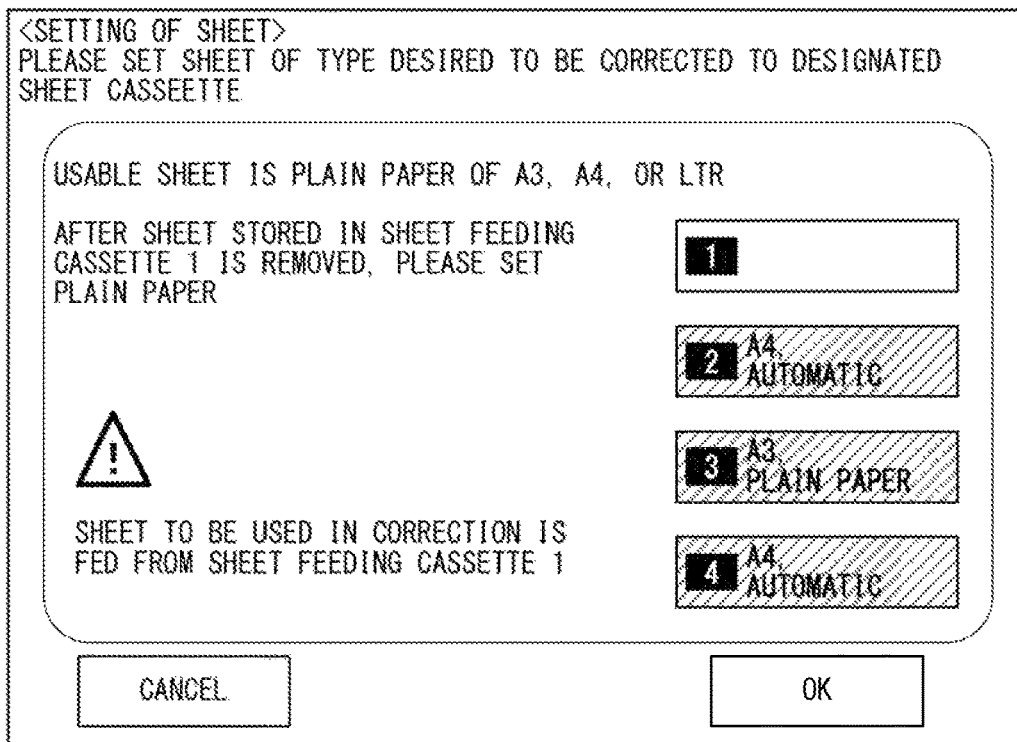 <SETTING OF SHEET>
PLEASE SET SHEET OF TYPE DESIRED TO BE CORRECTED TO DESIGNATED
SHEET CASSEETTE
USABLE SHEET IS PLAIN PAPER OF A3, A4, OR LTR
AFTER SHEET STORED IN SHEET FEEDING
CASSETTE 1 IS REMOVED, PLEASE SET
PLAIN PAPER
1
2 A4,
AUTOMATIC
3 A3,
PLAIN PAPER
!
SHEET TO BE USED IN CORRECTION IS
FED FROM SHEET FEEDING CASSETTE 1
4 A4,
AUTOMATIC
CANCEL
OK